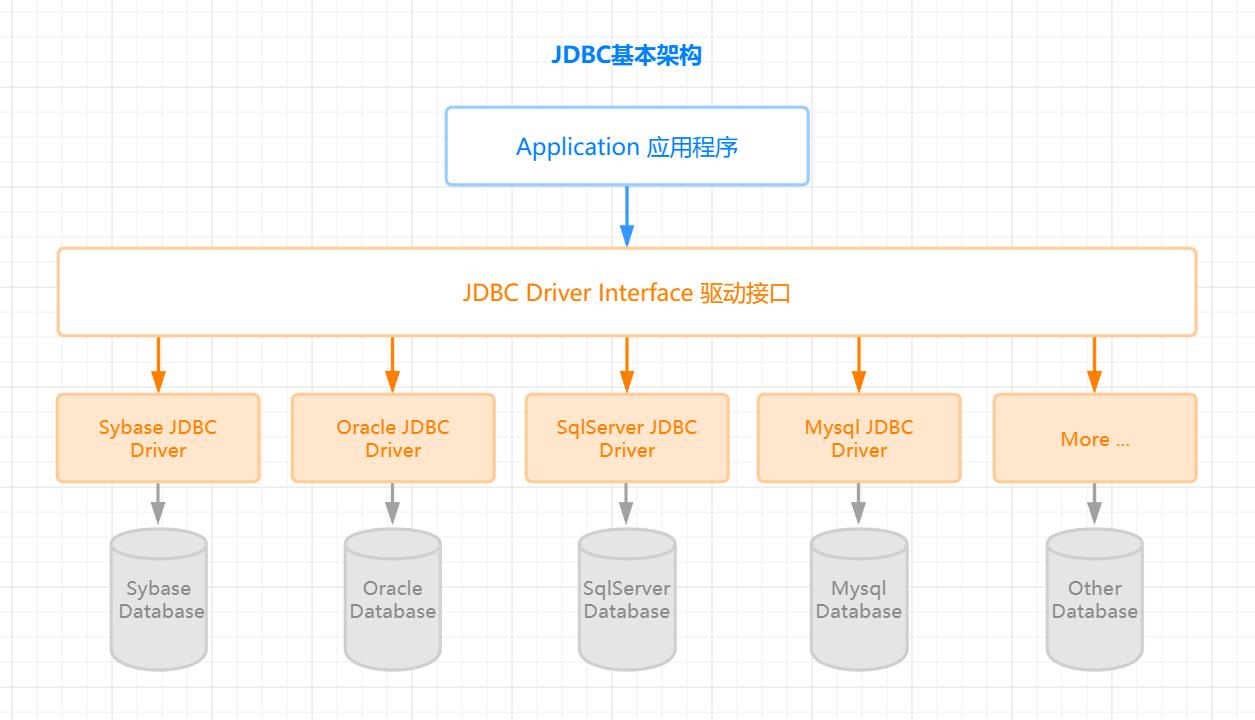 JDBC基本架构
Application 应用程序
JDBC Driver Interface 驱动接口
Sybase JDBC
Driver
Oracle JDBC
Driver
SqlServer JDBC
Driver
Mysql JDBC
Driver
More ...
Sybase
Database
Oracle
Database
SqlServer
Database
Mysql
Database
Other
Database